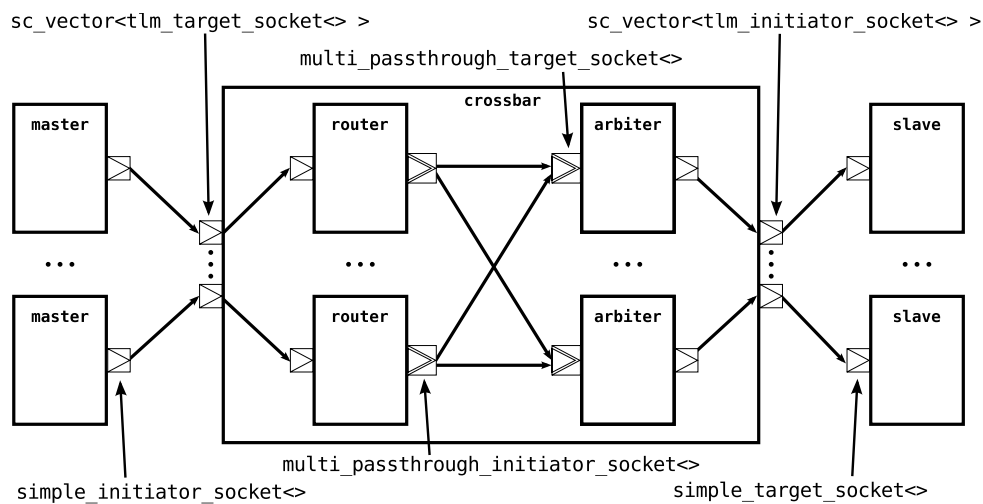 sc_vector<tlm_target_socket<> >
sc_vector<tlm_initiator_socket<> >
multi_passthrough_target_socket<>
crossbar
master
router
arbiter
slave
...
...
...
...
master
router
arbiter
slave
multi_passthrough_initiator_socket<>
simple_initiator_socket<>
simple_target_socket<>